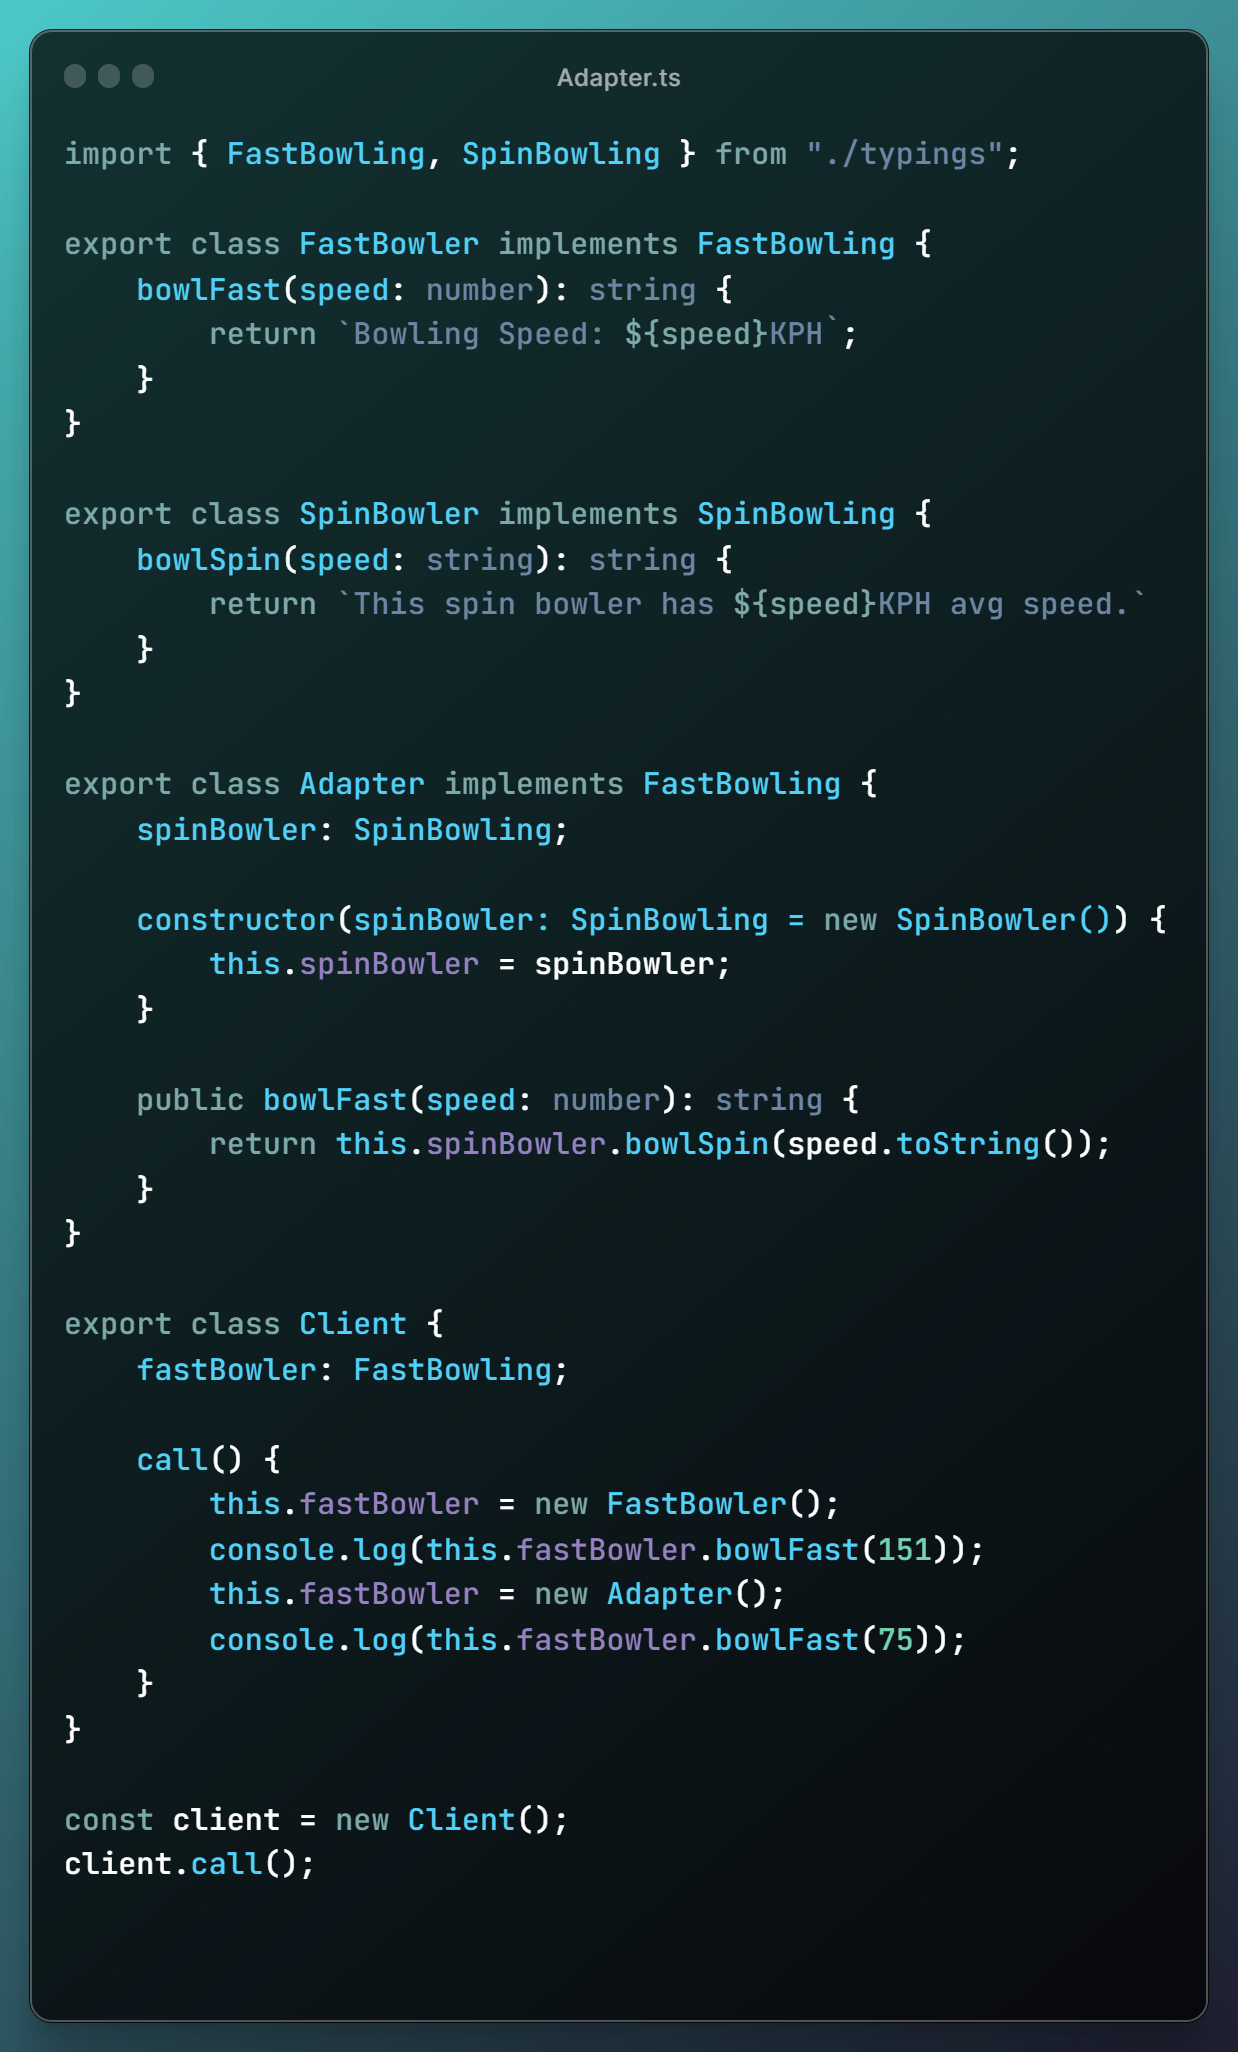 Adapter.ts
import { FastBowling, SpinBowling } from "./typings";
export class FastBowler implements FastBowling {
    bowlFast(speed: number): string {
        return `Bowling Speed: ${speed}KPH`;
    }
}
export class SpinBowler implements SpinBowling {
    bowlSpin(speed: string): string {
        return `This spin bowler has ${speed}KPH avg speed.`
    }
}
export class Adapter implements FastBowling {
    spinBowler: SpinBowling;
    constructor(spinBowler: SpinBowling = new SpinBowler()) {
        this.spinBowler = spinBowler;
    }
    public bowlFast(speed: number): string {
        return this.spinBowler.bowlSpin(speed.toString());
    }
}
export class Client {
    fastBowler: FastBowling;
    call() {
        this.fastBowler = new FastBowler();
        console.log(this.fastBowler.bowlFast(151));
        this.fastBowler = new Adapter();
        console.log(this.fastBowler.bowlFast(75));
    }
}
const client = new Client();
client.call();